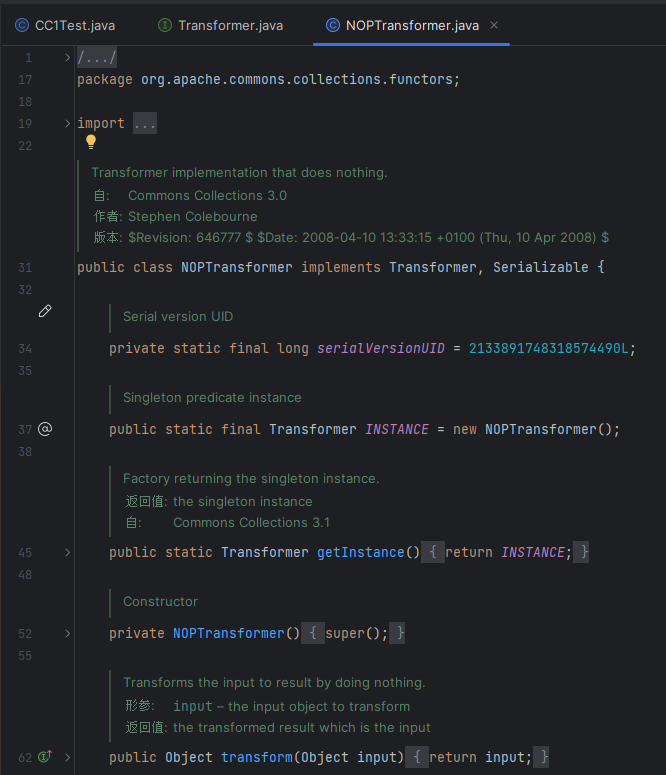 CC1Test.java Transformer.java NOPTransformer.java
1 /.../
17 package org.apache.commons.collections.functors;
18
19 import ...
22
Transformer implementation that does nothing.
自: Commons Collections 3.0
作者: Stephen Colebourne
版本: $Revision: 646777 $ $Date: 2008-04-10 13:33:15 +0100 (Thu, 10 Apr 2008) $
31 public class NOPTransformer implements Transformer, Serializable {
32
Serial version UID
34 private static final long serialVersionUID = 2133891748318574490L;
35
Singleton predicate instance
37 public static final Transformer INSTANCE = new NOPTransformer();
38
Factory returning the singleton instance.
返回值: the singleton instance
自: Commons Collections 3.1
45 public static Transformer getInstance() { return INSTANCE; }
48
Constructor
52 private NOPTransformer() { super(); }
55
Transforms the input to result by doing nothing.
形参: input – the input object to transform
返回值: the transformed result which is the input
62 public Object transform(Object input) { return input; }